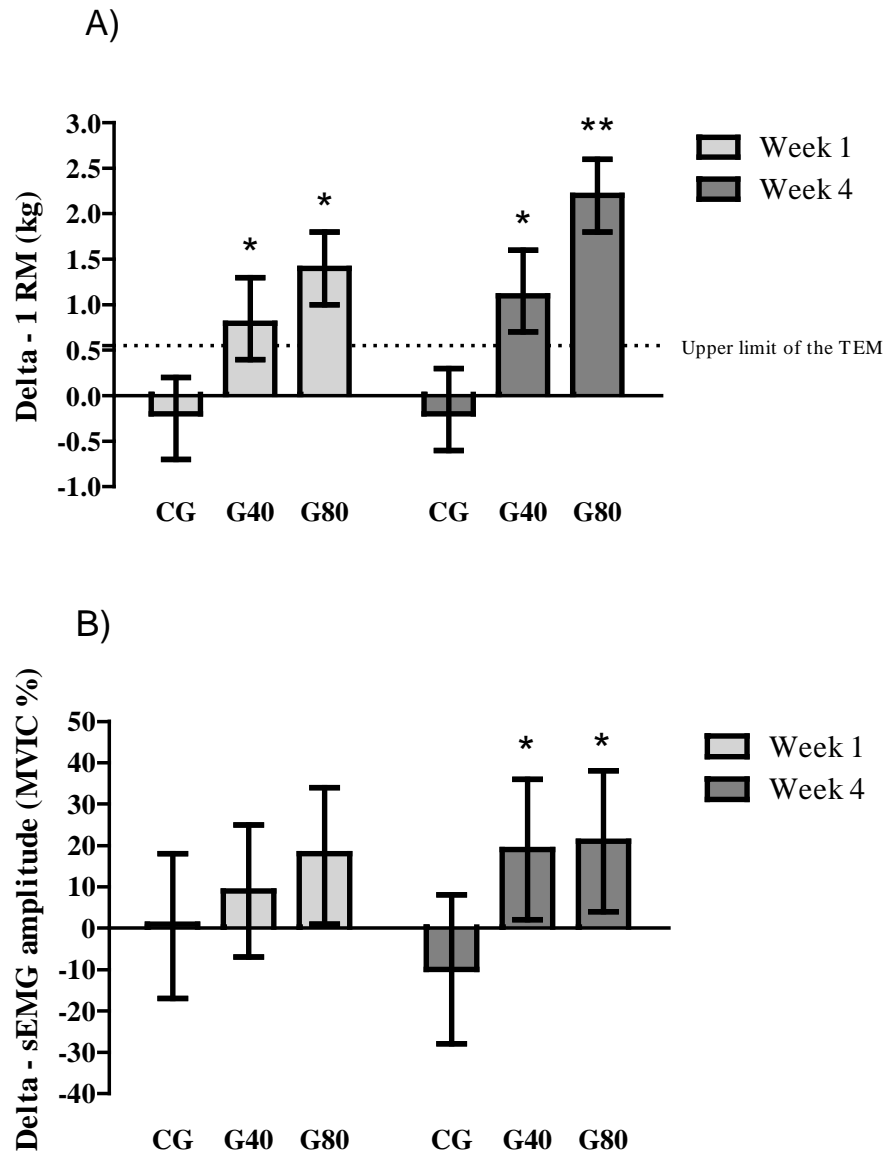 A)
Delta - 1 RM (kg)
3.0
2.5
2.0
1.5
1.0
0.5
0.0
-0.5
-1.0
* * * **
Week 1
Week 4
Upper limit of the TEM
CG G40 G80 CG G40 G80
B)
Delta - sEMG amplitude (MVIC %)
50
40
30
20
10
0
-10
-20
-30
-40
* *
Week 1
Week 4
CG G40 G80 CG G40 G80